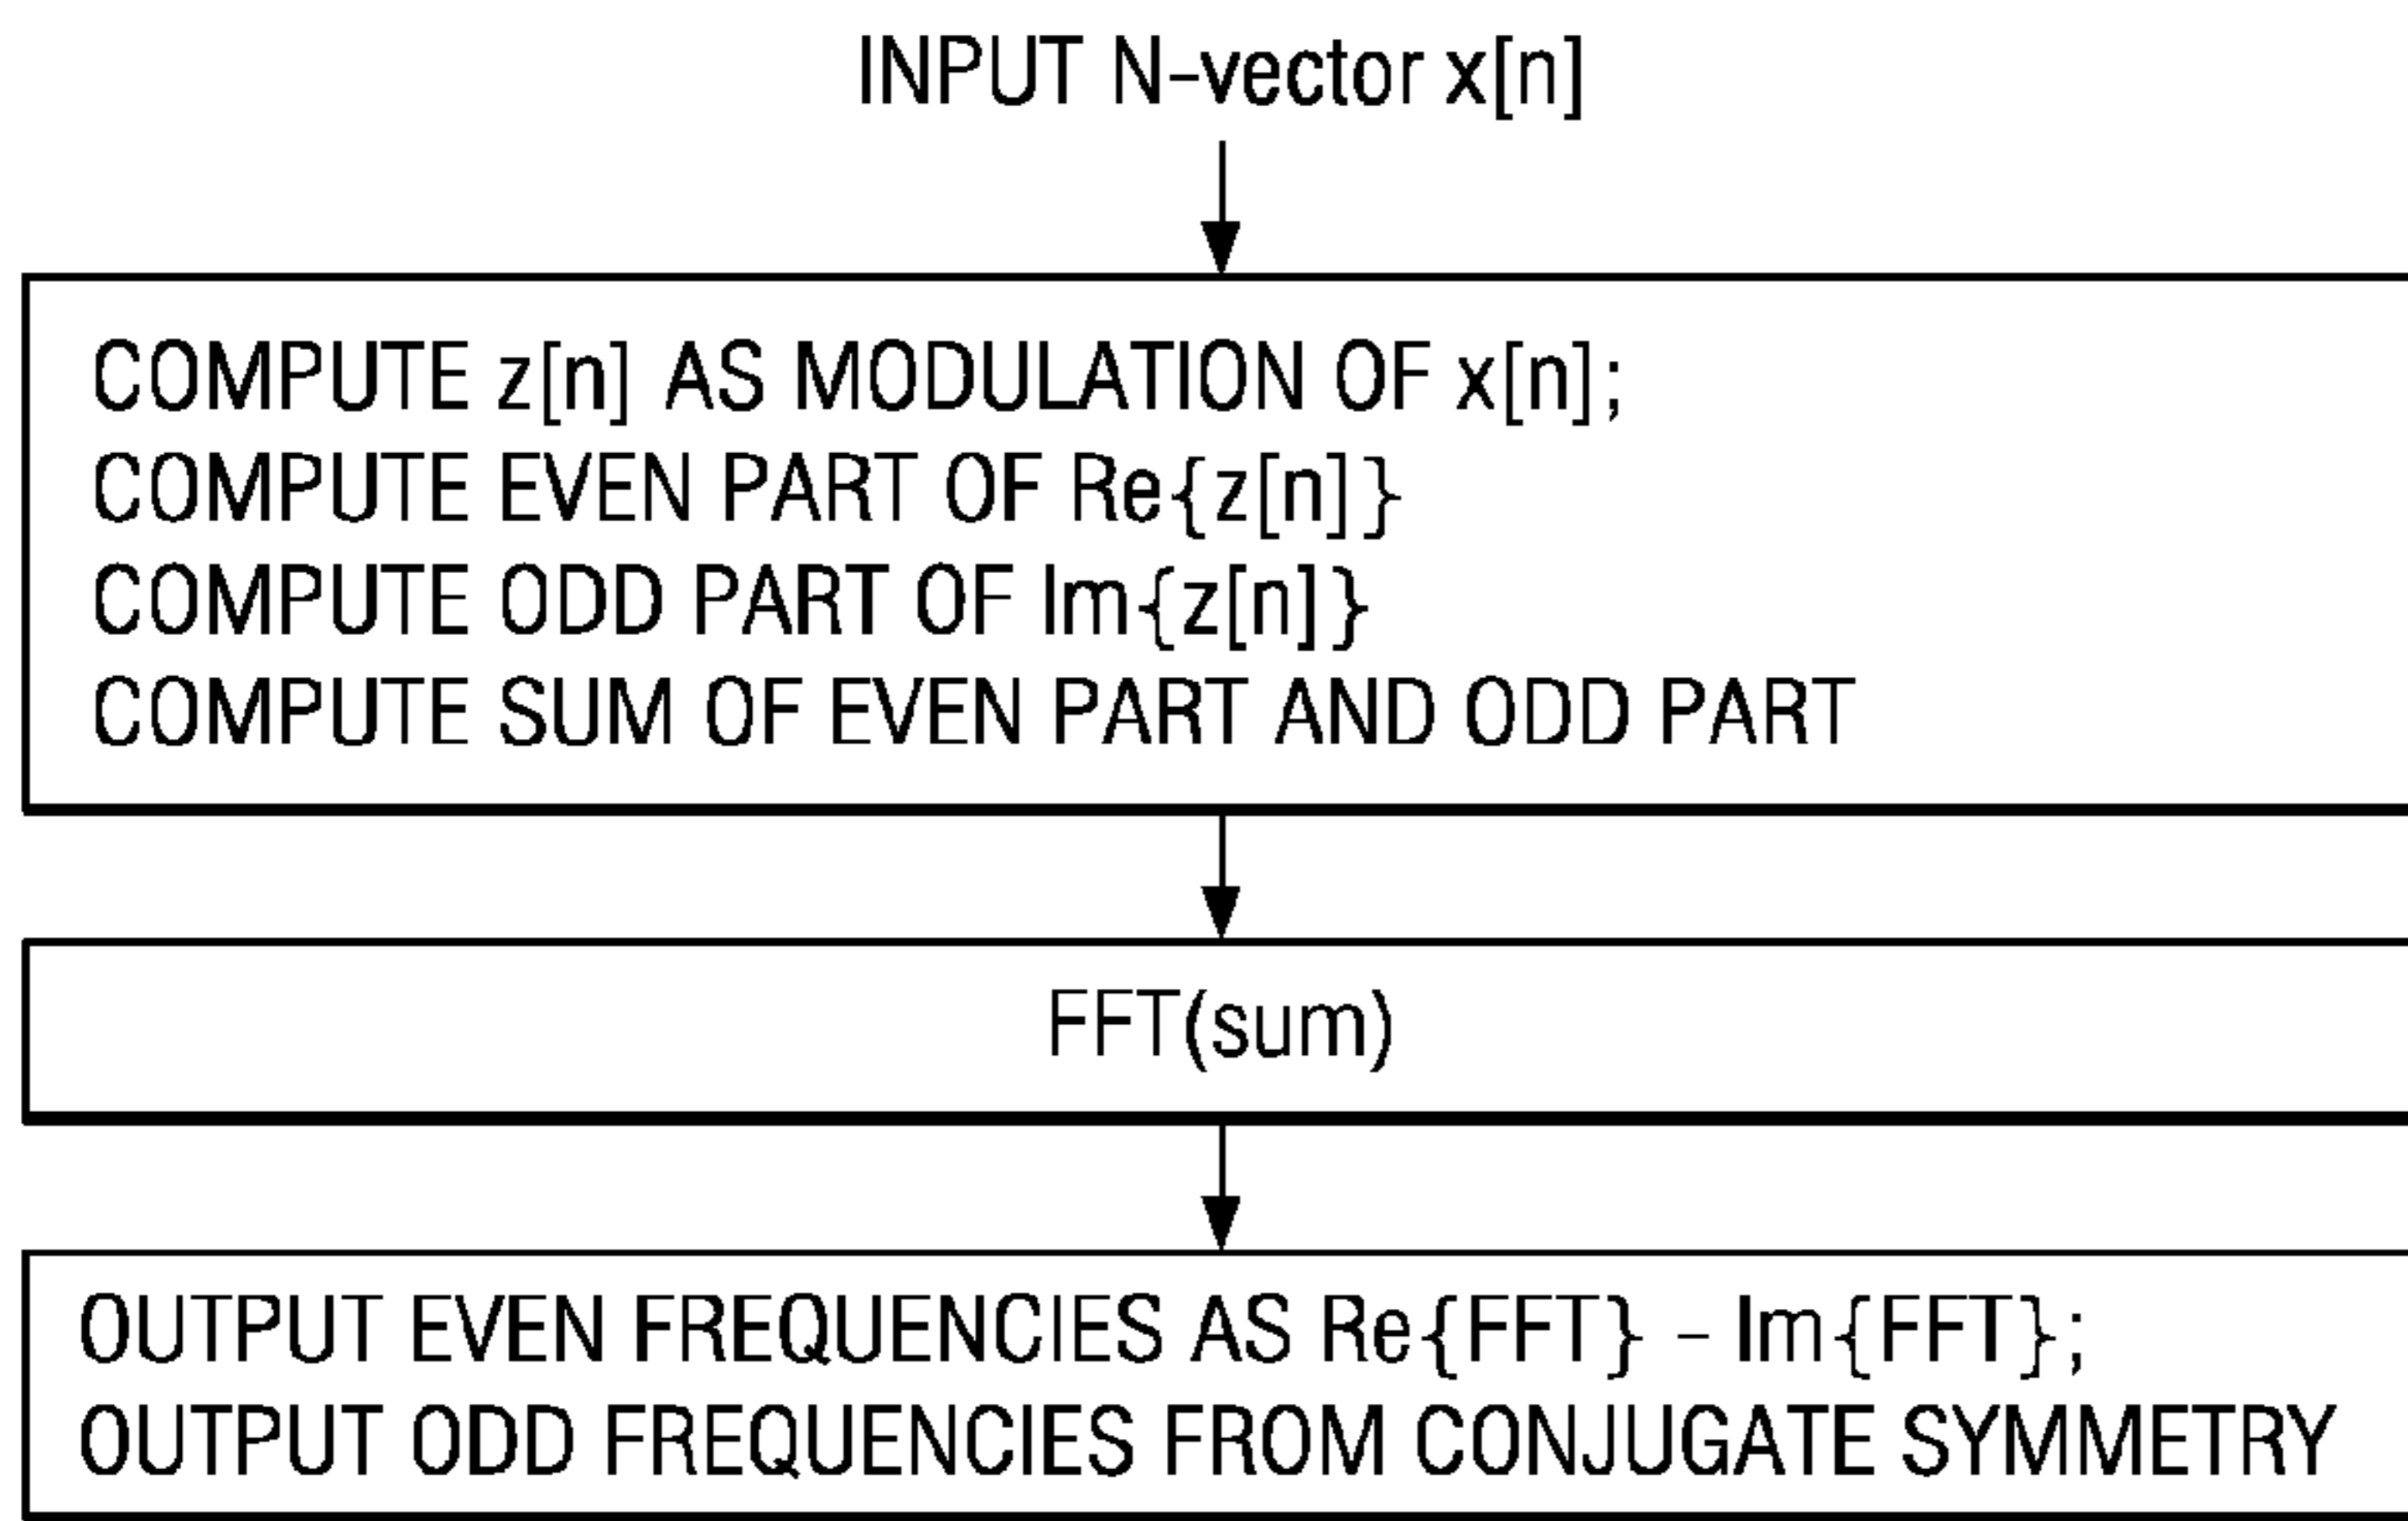 INPUT N-vector x[n]
COMPUTE z[n] AS MODULATION OF x[n];
COMPUTE EVEN PART OF Re{z[n]}
COMPUTE ODD PART OF Im{z[n]}
COMPUTE SUM OF EVEN PART AND ODD PART
FFT(sum)
OUTPUT EVEN FREQUENCIES AS Re{FFT} - Im{FFT};
OUTPUT ODD FREQUENCIES FROM CONJUGATE SYMMETRY